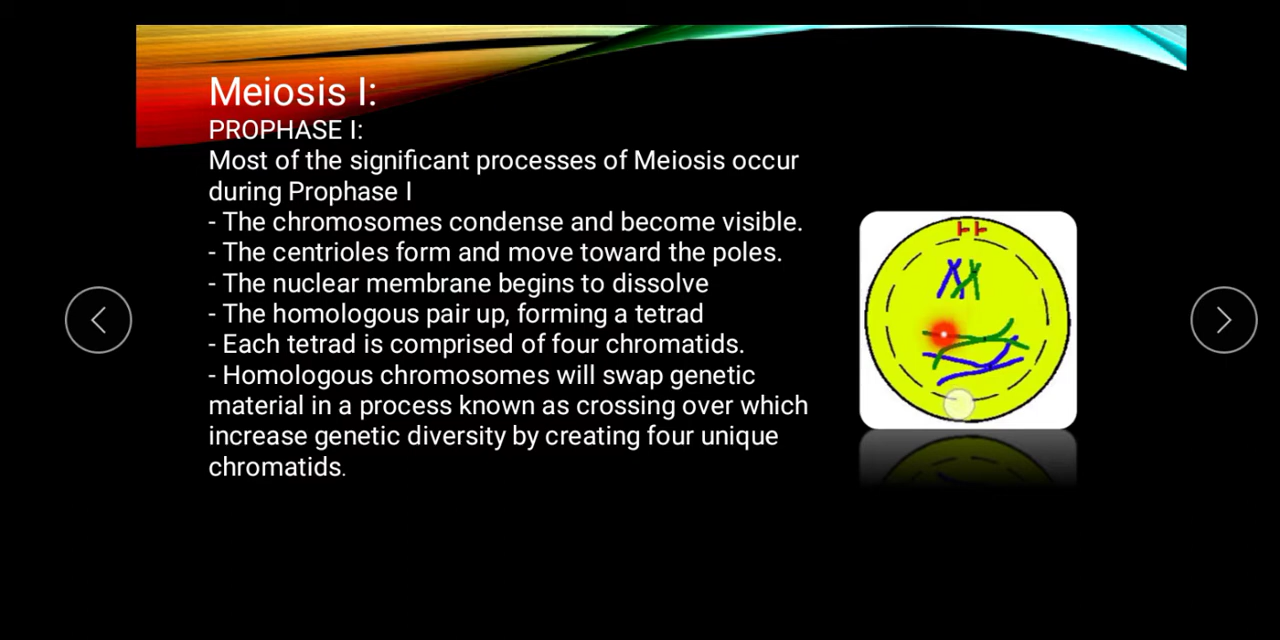 Meiosis I:
PROPHASE I:
Most of the significant processes of Meiosis occur
during Prophase I
- The chromosomes condense and become visible.
- The centrioles form and move toward the poles.
- The nuclear membrane begins to dissolve
- The homologous pair up, forming a tetrad
- Each tetrad is comprised of four chromatids.
- Homologous chromosomes will swap genetic
material in a process known as crossing over which
increase genetic diversity by creating four unique
chromatids.